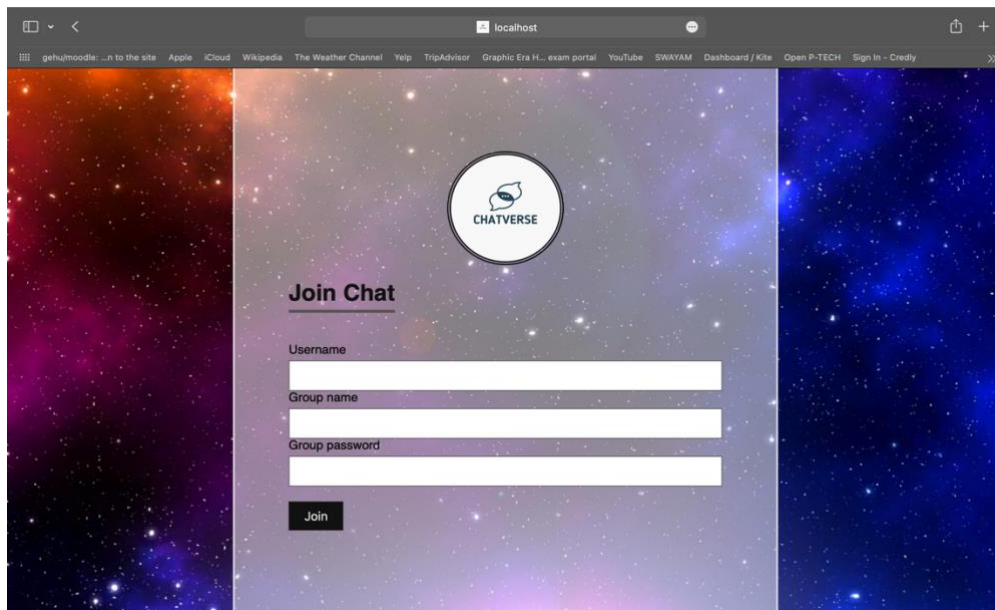 localhost
gehu/moodle: ...n to the site Apple iCloud Wikipedia The Weather Channel Yelp TripAdvisor Graphic Era H... exam portal YouTube SWAYAM Dashboard / Kite Open P-TECH Sign In - Credly
CHATVERSE
Join Chat
Username
Group name
Group password
Join